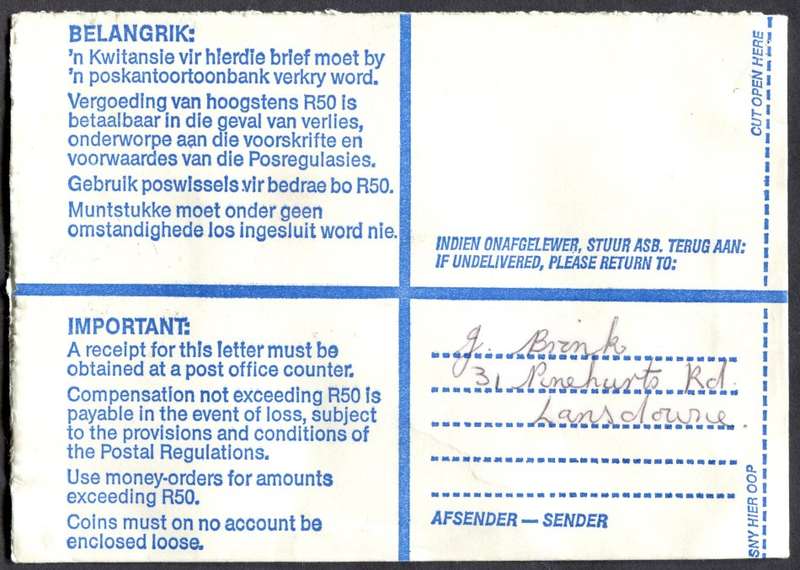 BELANGRIK:
'n Kwitansie vir hierdie brief moet by
'n poskantoortoonbank verkry word.
Vergoeding van hoogstens R50 is
betaalbaar in die geval van verlies,
onderworpe aan die voorskrifte en
voorwaardes van die Posregulasies.
Gebruik poswissels vir bedrae bo R50.
Muntstukke moet onder geen
omstandighede los ingesluit word nie.
CUT OPEN HERE
INDIEN ONAFGELEWER, STUUR ASB. TERUG AAN:
IF UNDELIVERED, PLEASE RETURN TO:
IMPORTANT:
A receipt for this letter must be
obtained at a post office counter.
Compensation not exceeding R50 is
payable in the event of loss, subject
to the provisions and conditions of
the Postal Regulations.
Use money-orders for amounts
exceeding R50.
Coins must on no account be
enclosed loose.
J. Brink
31 Pinehurts Rd.
Lansdowne.
AFSENDER — SENDER
SNY HIER OOP